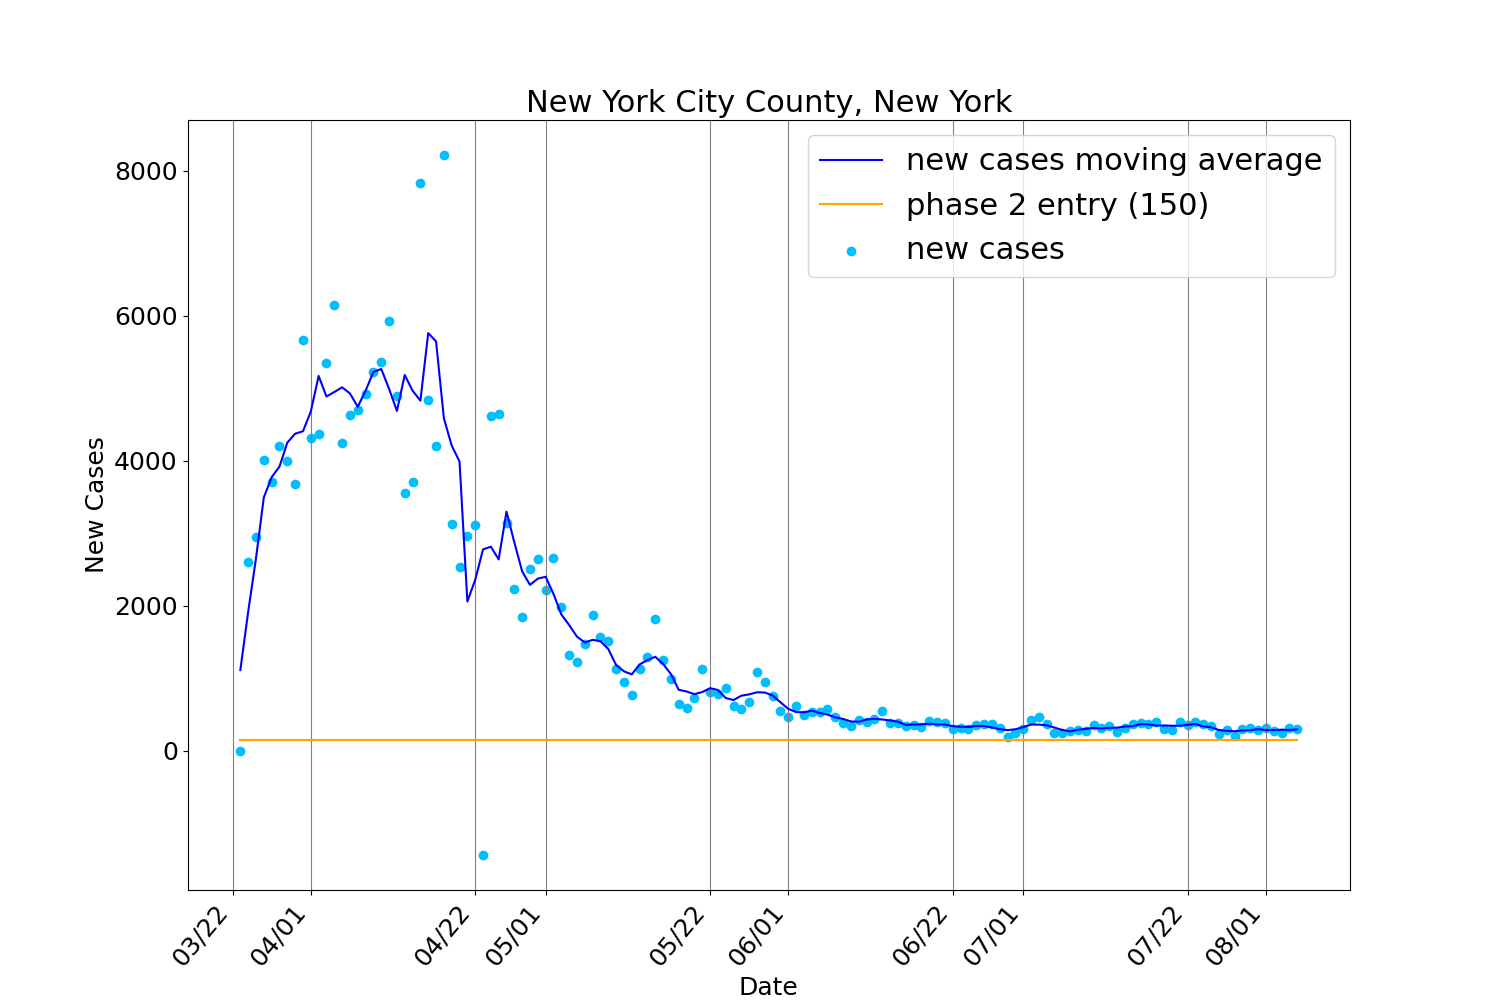 New York City County, New York
new cases moving average
phase 2 entry (150)
new cases
8000
6000
4000
2000
0
New Cases
03/22
04/01
04/22
05/01
05/22
06/01
06/22
07/01
07/22
08/01
Date